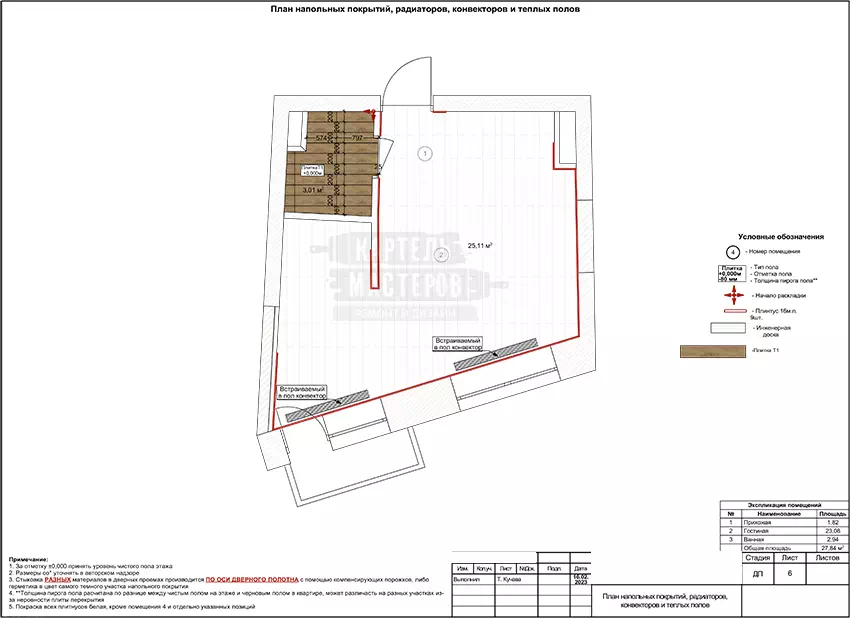 План напольных покрытий, радиаторов, конвекторов и теплых полов
200
200
574
797
200
25
Плитка Т1
+0,000м
200
3,01 м²
200
1
2
25,11 м²
КАРТЕЛЬ
МАСТЕРОВ
РЕМОНТ И ДИЗАЙН
Встраиваемый
в пол конвектор
Встраиваемый
в пол конвектор
Условные обозначения
4
- Номер помещения
Плитка
+0,000м
-80 мм
- Тип пола
- Отметка пола
- Толщина пирога пола**
- Начало раскладки
- Плинтус 16м.п.
9шт.
- Инженерная
доска
-Плитка Т1
Экспликация помещений
№ Наименование Площадь
1 Прихожая 1,82
2 Гостиная 23,08
3 Ванная 2,94
Общая площадь 27,84 м²
Стадия Лист Листов
ДП 6
Изм. Колуч. Лист №Док. Подп. Дата
Выполнил Т. Кучева 16.02.
2023
План напольных покрытий, радиаторов,
конвекторов и теплых полов
Примечание:
1. За отметку ±0,000 принять уровень чистого пола этажа
2. Размеры со* уточнять в авторском надзоре
3. Стыковка РАЗНЫХ материалов в дверных проемах производится ПО ОСИ ДВЕРНОГО ПОЛОТНА с помощью компенсирующих порожков, либо
герметика в цвет самого темного участка напольного покрытия
4. **Толщина пирога пола расчитана по разнице между чистым полом на этаже и черновым полом в квартире, может различаться на разных участках из-
за неровности плиты перекрытия
5. Покраска всех плинтусов белая, кроме помещения 4 и отдельно указанных позиций